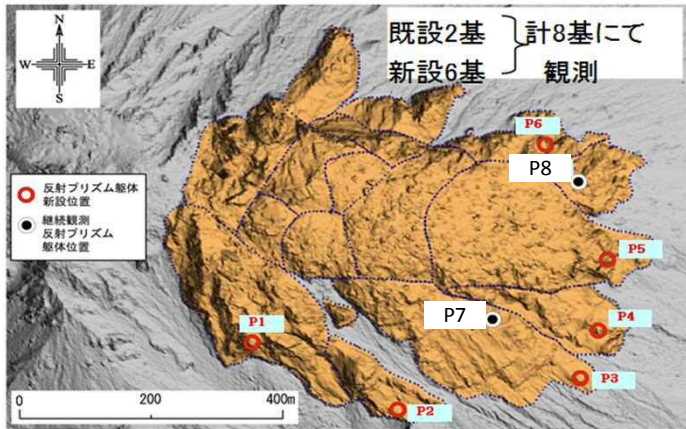 既設2基
新設6基
計8基にて
観測
N
W
E
S
P6
P8
反射プリズム躯体
新設位置
継続観測
反射プリズム
躯体位置
P5
P1
P7
P4
P3
P2
0
200
400m